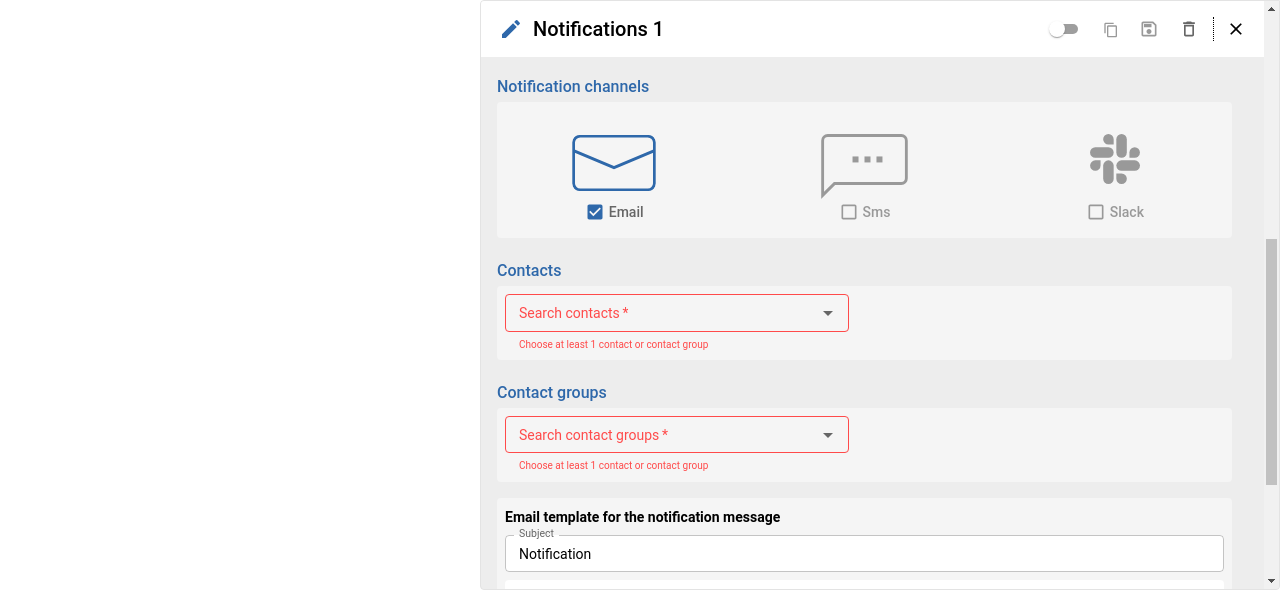 Notifications 1
Notification channels
Email
Sms
Slack
Contacts
Search contacts *
Choose at least 1 contact or contact group
Contact groups
Search contact groups *
Choose at least 1 contact or contact group
Email template for the notification message
Subject
Notification